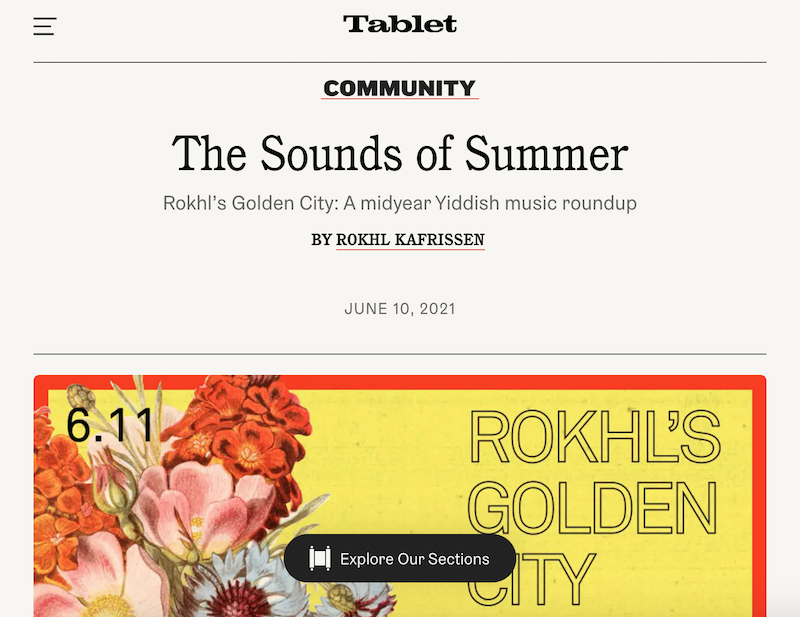 Tablet
COMMUNITY
The Sounds of Summer
Rokhl’s Golden City: A midyear Yiddish music roundup
BY ROKHL KAFRISSEN
JUNE 10, 2021
6.11
ROKHL’S
GOLDEN
CITY
Explore Our Sections